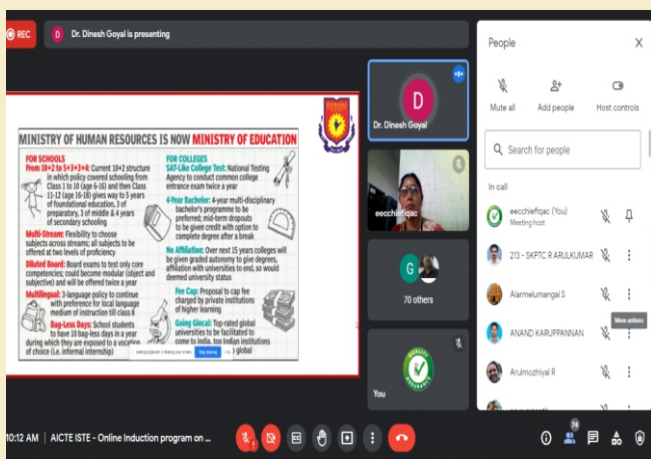 REC
D Dr. Dinesh Goyal is presenting
MINISTRY OF HUMAN RESOURCES IS NOW MINISTRY OF EDUCATION
FOR SCHOOLS
From 10+2 to 5+3+3+4: Current 10+2 structure
in which policy covered schooling from
Class 1 to 10 (age 6-16) and then Class
11-12 (age 16-18) gives way to 5 years
of foundational education, 3 of
preparatory, 3 of middle & 4 years
of secondary schooling
Multi-Stream: Flexibility to choose
subjects across streams; all subjects to be
offered at two levels of proficiency
Diluted Board: Board exams to test only core
competencies; could become modular (object and
subjective) and will be offered twice a year
Multilingual: 3-language policy to continue
with preference for local language
medium of instruction till class 8
Bag-Less Days: School students
to have 10 bag-less days in a year
during which they are exposed to a vocation
of choice (i.e. informal internship)
FOR COLLEGES
SAT-Like College Test: National Testing
Agency to conduct common college
entrance exam twice a year
4-Year Bachelor: 4-year multi-disciplinary
bachelor's programme to be
preferred; mid-term dropouts
to be given credit with option to
complete degree after a break
No Affiliation: Over next 15 years colleges will
be given graded autonomy to give degrees,
affiliation with universities to end, so would
deemed university status
Fee Cap: Proposal to cap fee
charged by private institutions
of higher learning
Going Glocal: Top-rated global
universities to be facilitated to
come to India, top Indian institutions
global
Stop sharing
D
Dr. Dinesh Goyal
eecchiefiqac
G
70 others
QUALITY
ASSURANCE
You
People
Mute all
Add people
Host controls
Search for people
In call
eecchiefiqac (You)
Meeting host
213 - SKPTC R ARULKUMAR
Alarmelumangai S
More actions
ANAND KARUPPANNAN
Arulmozhiyal R
10:12 AM | AICTE ISTE - Online Induction program on ...
74